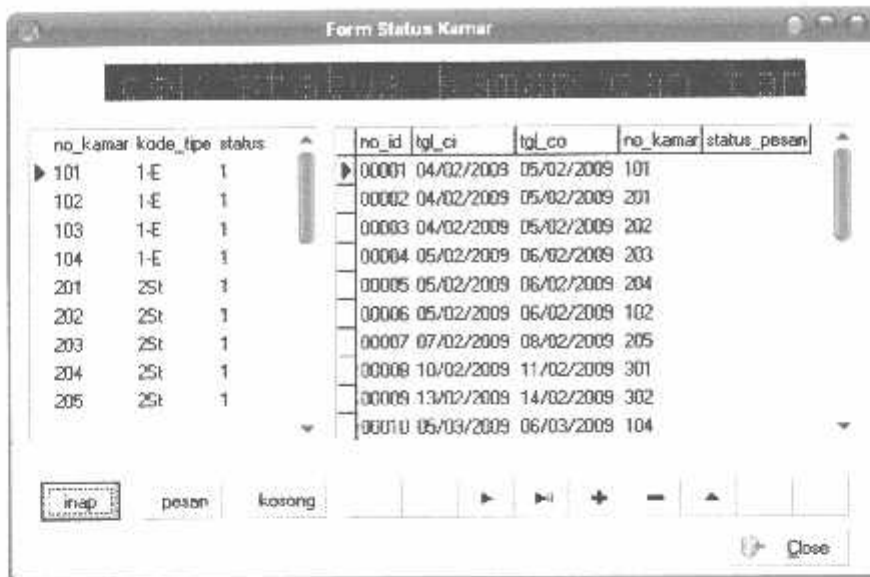 Form Status Kamar
no_kamar kode_tipe status
101 1-E 1
102 1-E 1
103 1-E 1
104 1-E 1
201 2St 1
202 2St 1
203 2St 1
204 2St 1
205 2St 1
no_id tgl_ci tgl_co no_kamar status_pesan
00001 04/02/2009 05/02/2009 101
00002 04/02/2009 05/02/2009 201
00003 04/02/2009 05/02/2009 202
00004 05/02/2009 06/02/2009 203
00005 05/02/2009 06/02/2009 204
00006 05/02/2009 06/02/2009 102
00007 07/02/2009 08/02/2009 205
00008 10/02/2009 11/02/2009 301
00009 13/02/2009 14/02/2009 302
00010 05/03/2009 06/03/2009 104
inap pesan kosong
Close